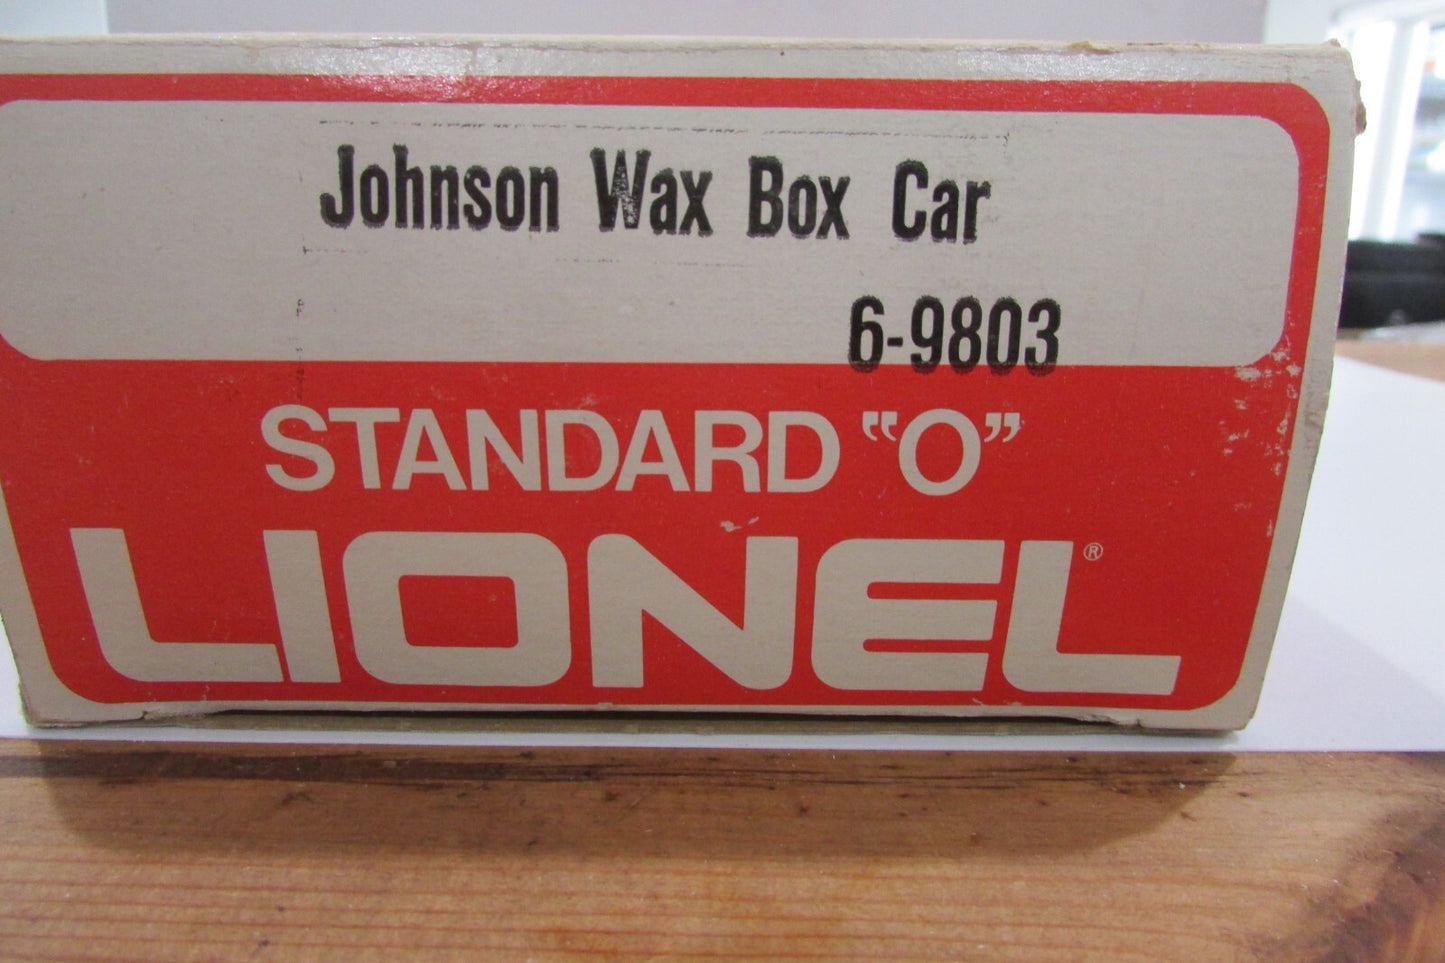 Johnson Wax Box Car
6-9803
STANDARD "O"
LIONEL®